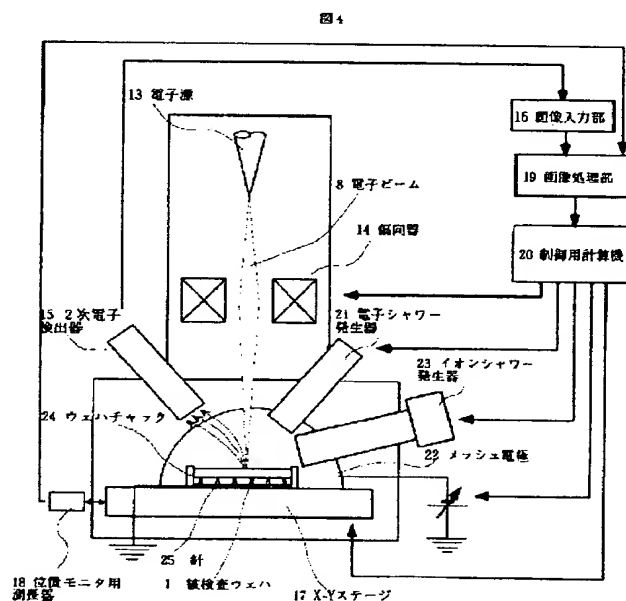 図4
13 電子源
16 画像入力部
19 画像処理部
8 電子ビーム
14 偏向器
20 制御用計算機
15 2次電子
検出器
21 電子シャワー
発生器
23 イオンシャワー
発生器
24 ウェハチャック
22 メッシュ電極
25 針
18 位置モニタ用
測長器
1 被検査ウェハ
17 X-Yステージ